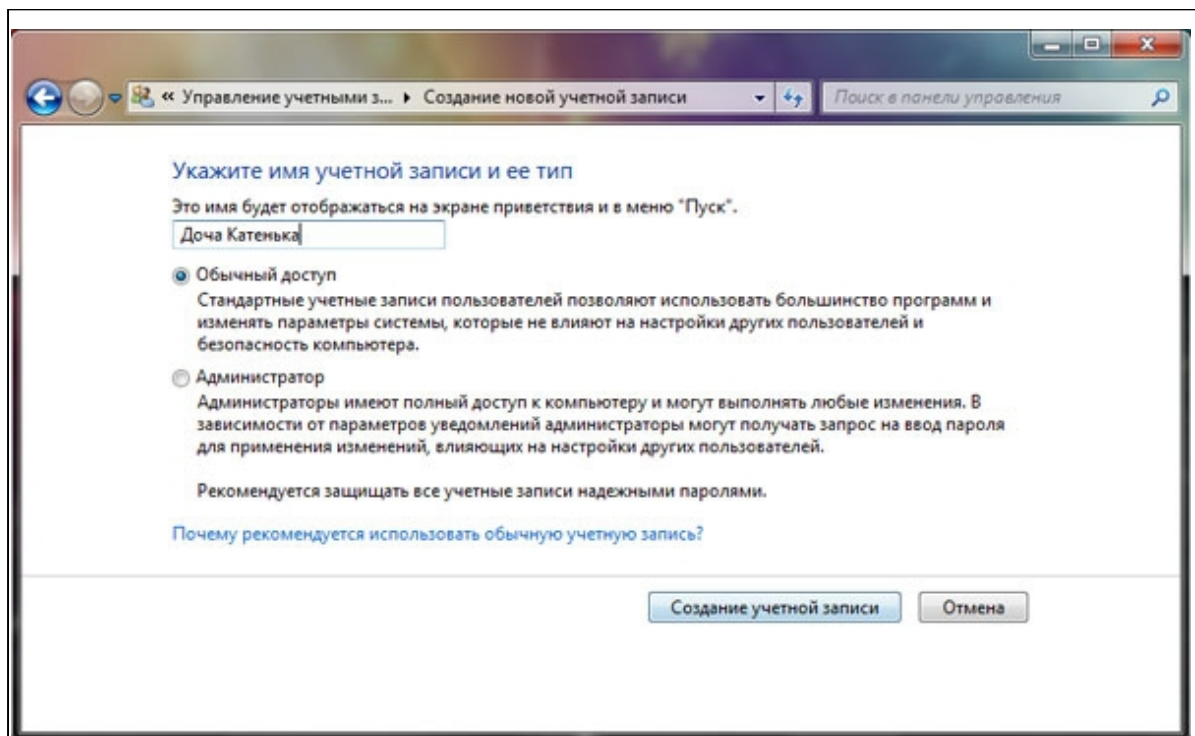 « Управление учетными з... Создание новой учетной записи
Поиск в панели управления
Укажите имя учетной записи и ее тип
Это имя будет отображаться на экране приветствия и в меню "Пуск".
Доча Катенька
Обычный доступ
Стандартные учетные записи пользователей позволяют использовать большинство программ и
изменять параметры системы, которые не влияют на настройки других пользователей и
безопасность компьютера.
Администратор
Администраторы имеют полный доступ к компьютеру и могут выполнять любые изменения. В
зависимости от параметров уведомлений администраторы могут получать запрос на ввод пароля
для применения изменений, влияющих на настройки других пользователей.
Рекомендуется защищать все учетные записи надежными паролями.
Почему рекомендуется использовать обычную учетную запись?
Создание учетной записи
Отмена